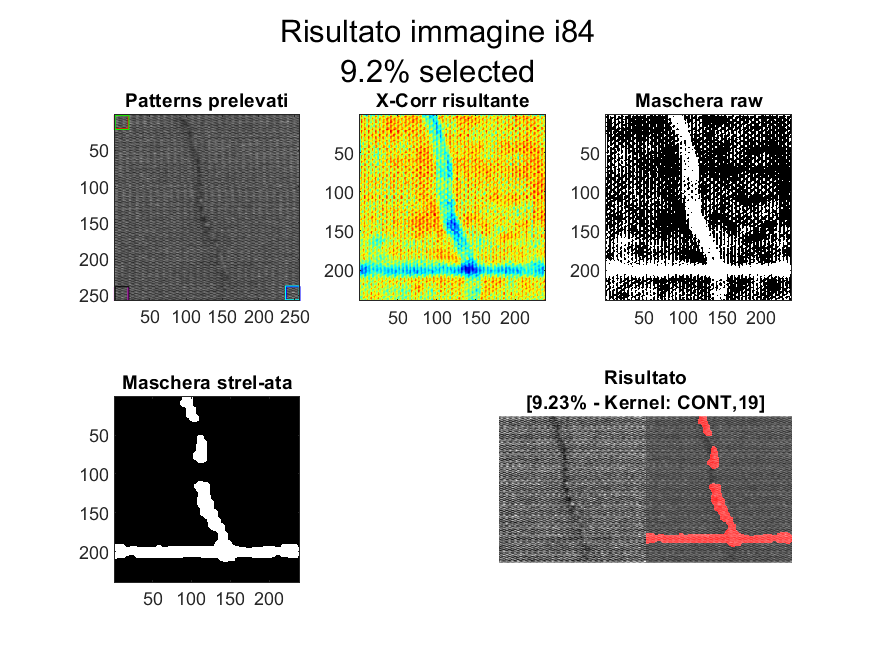 Risultato immagine i84
9.2% selected
Patterns prelevati
50
100
150
200
250
50 100 150 200 250
X-Corr risultante
50
100
150
200
50 100 150 200
Maschera raw
50
100
150
200
50 100 150 200
Maschera strel-ata
50
100
150
200
50 100 150 200
Risultato
[9.23% - Kernel: CONT,19]